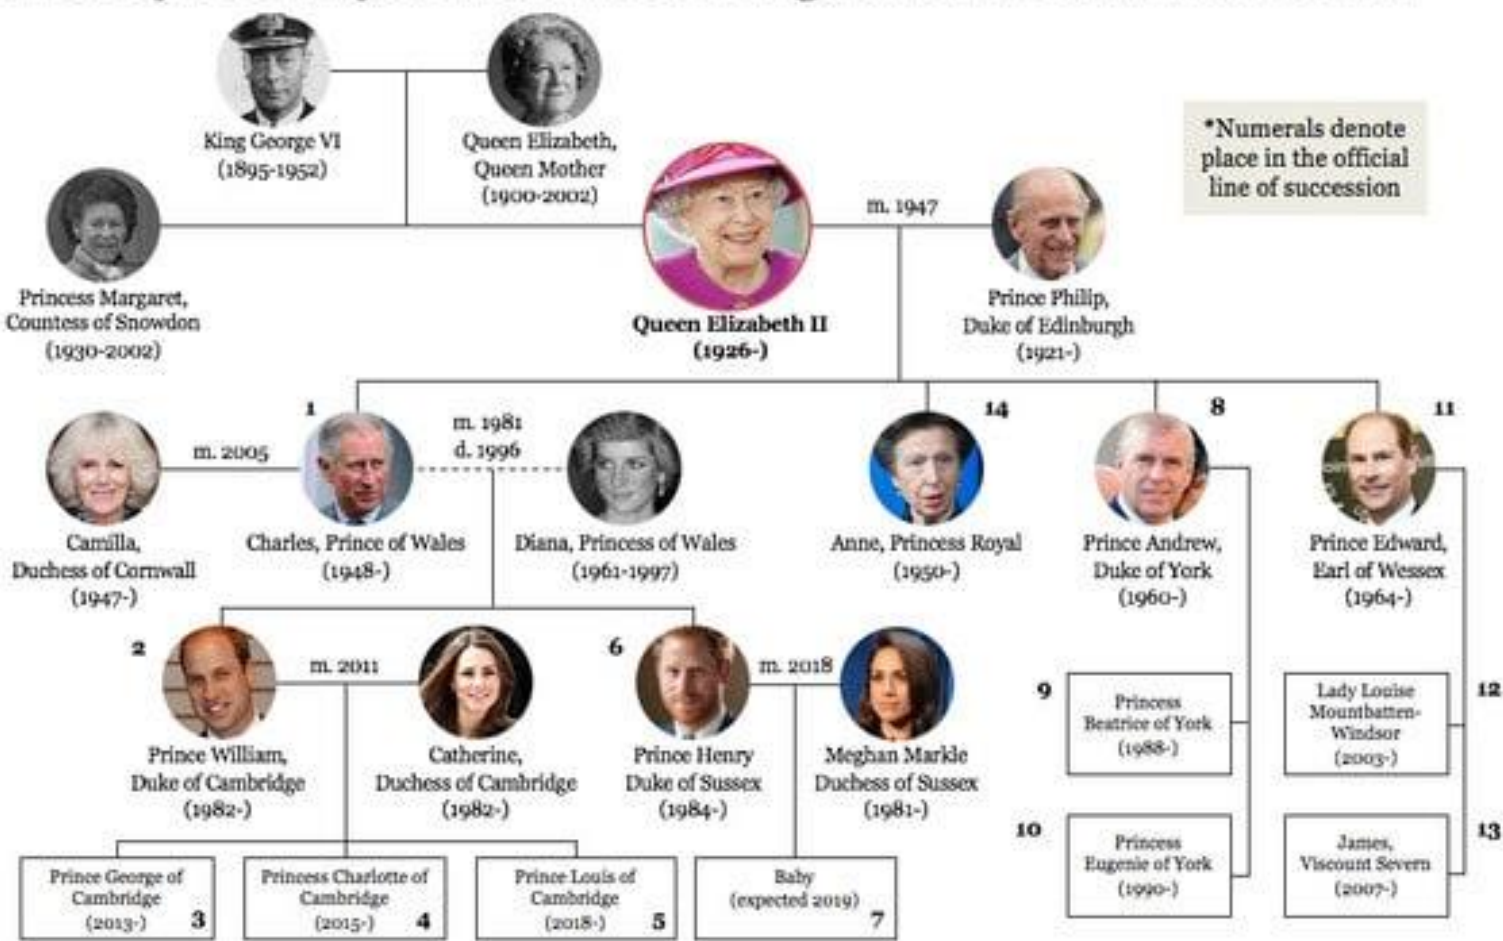 King George VI
(1895-1952)
Queen Elizabeth,
Queen Mother
(1900-2002)
*Numerals denote
place in the official
line of succession
Princess Margaret,
Countess of Snowdon
(1930-2002)
Queen Elizabeth II
(1926-)
m. 1947
Prince Philip,
Duke of Edinburgh
(1921-)
m. 2005
1
m. 1981
d. 1996
14
8
11
Camilla,
Duchess of Cornwall
(1947-)
Charles, Prince of Wales
(1948-)
Diana, Princess of Wales
(1961-1997)
Anne, Princess Royal
(1950-)
Prince Andrew,
Duke of York
(1960-)
Prince Edward,
Earl of Wessex
(1964-)
2
m. 2011
6
m. 2018
Prince William,
Duke of Cambridge
(1982-)
Catherine,
Duchess of Cambridge
(1982-)
Prince Henry
Duke of Sussex
(1984-)
Meghan Markle
Duchess of Sussex
(1981-)
9
Princess
Beatrice of York
(1988-)
Lady Louise
Mountbatten-
Windsor
(2003-)
12
10
Princess
Eugenie of York
(1990-)
James,
Viscount Severn
(2007-)
13
Prince George of
Cambridge
(2013-)
3
Princess Charlotte of
Cambridge
(2015-)
4
Prince Louis of
Cambridge
(2018-)
5
Baby
(expected 2019)
7